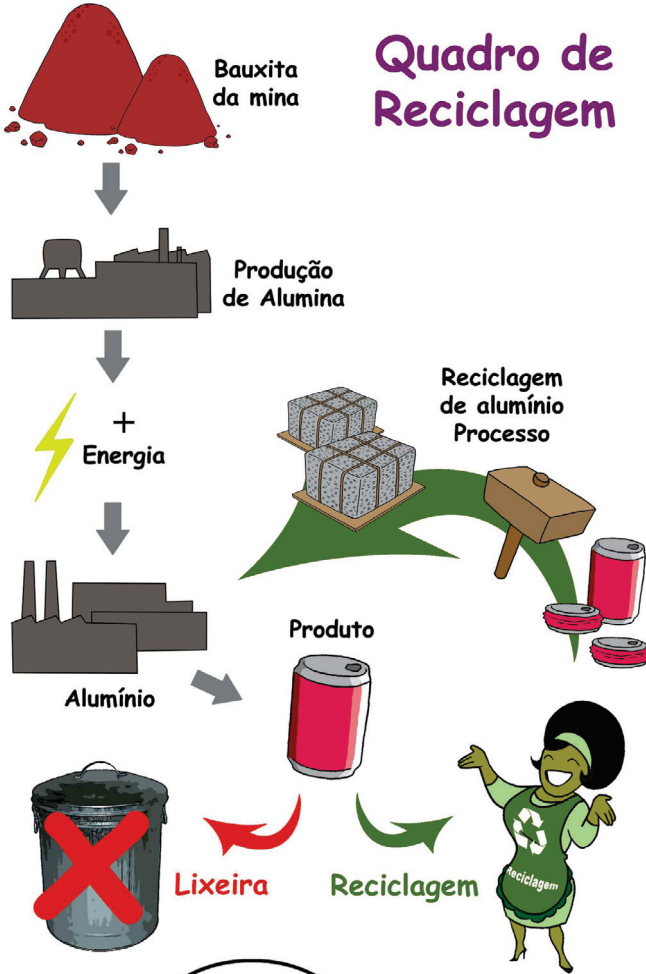 Quadro de
Reciclagem
Bauxita
da mina
Produção
de Alumina
+
Energia
Reciclagem
de alumínio
Processo
Alumínio
Produto
Lixeira
Reciclagem
Reciclagem